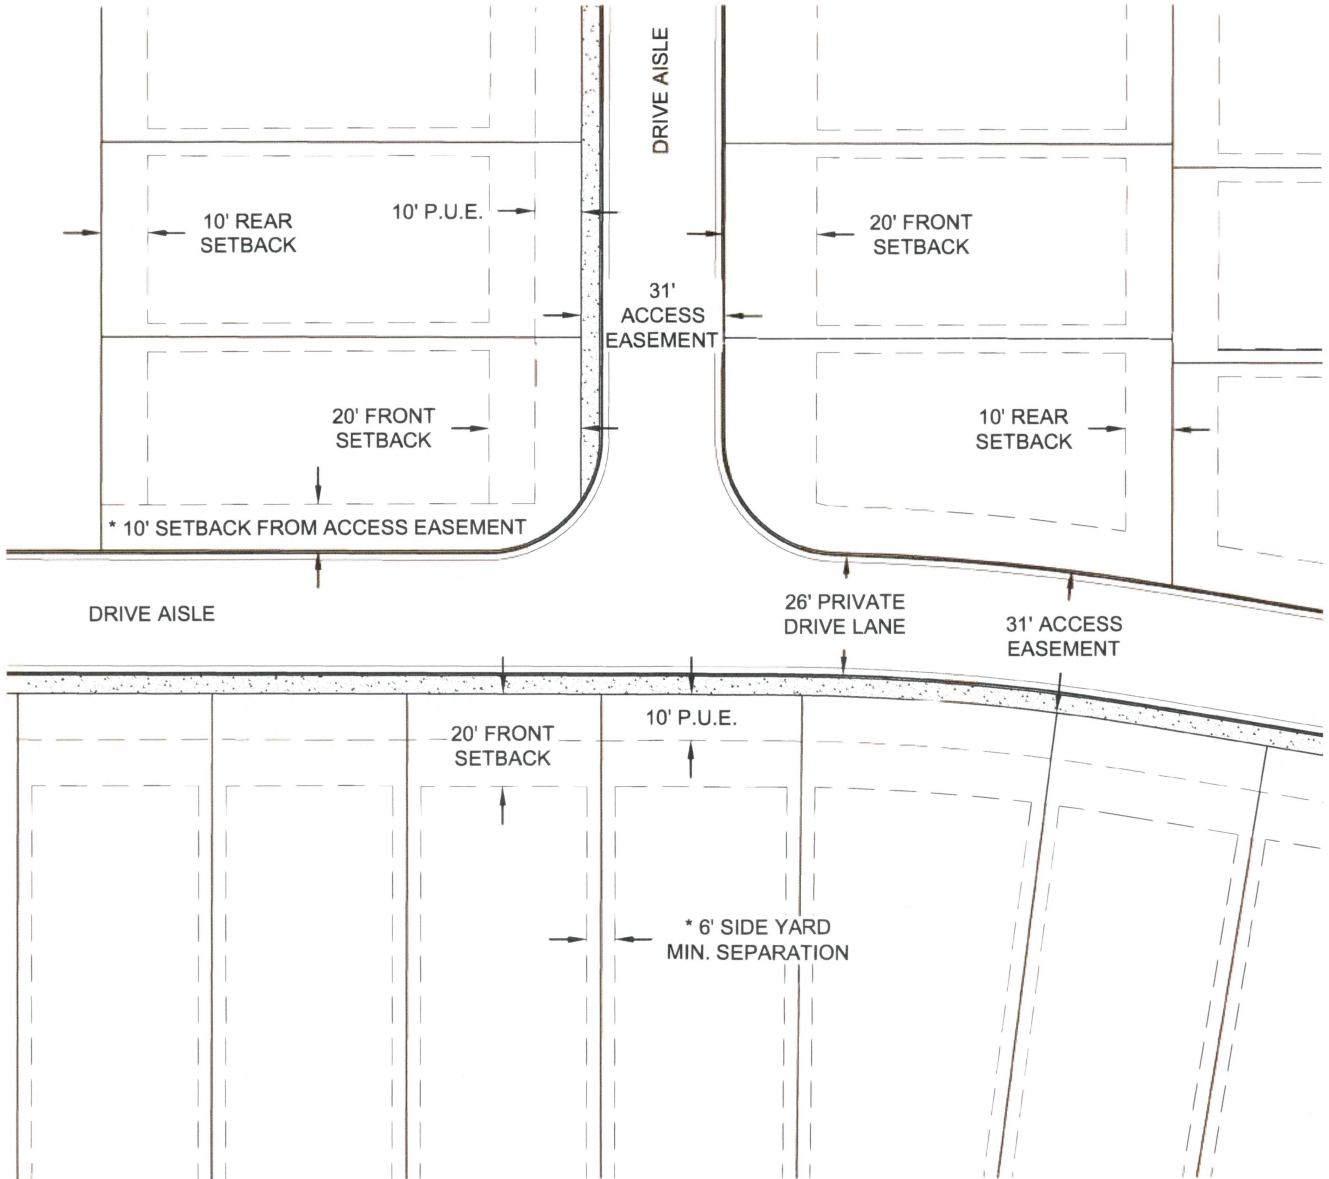 DRIVE AISLE
10' P.U.E.
10' REAR
SETBACK
20' FRONT
SETBACK
31'
ACCESS
EASEMENT
20' FRONT
SETBACK
10' REAR
SETBACK
* 10' SETBACK FROM ACCESS EASEMENT
DRIVE AISLE
26' PRIVATE
DRIVE LANE
31' ACCESS
EASEMENT
20' FRONT
SETBACK
10' P.U.E.
* 6' SIDE YARD
MIN. SEPARATION